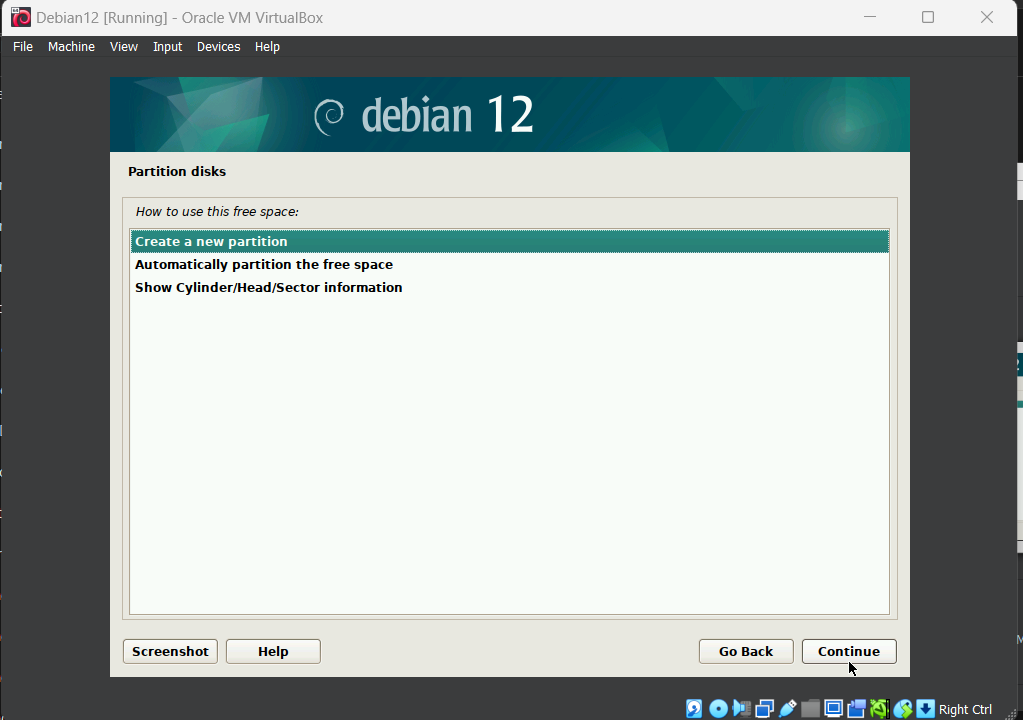 Debian12 [Running] - Oracle VM VirtualBox
File Machine View Input Devices Help
debian 12
Partition disks
How to use this free space:
Create a new partition
Automatically partition the free space
Show Cylinder/Head/Sector information
Screenshot Help Go Back Continue
Right Ctrl